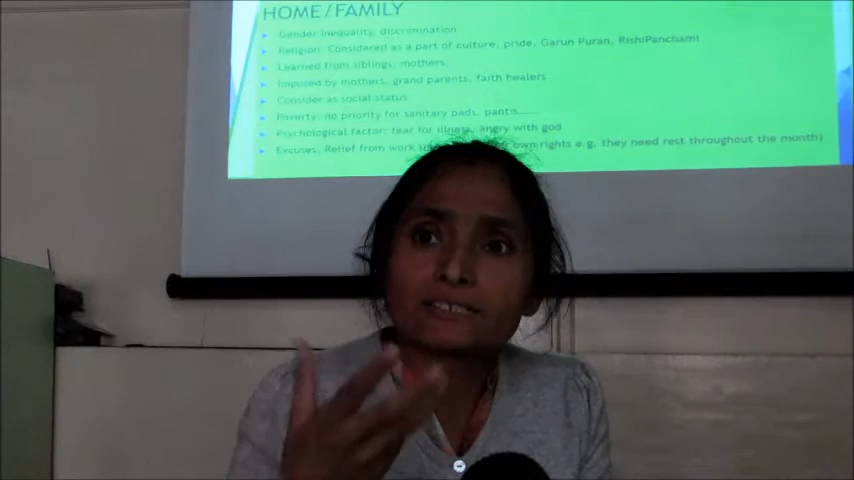 HOME/FAMILY
Gender inequality, discrimination
Religion: Considered as a part of culture, pride, Garun Puran, RishiPanchami
Learned from siblings, mothers,
Imposed by mothers, grand parents, faith healers
Consider as social status
Poverty: no priority for sanitary pads, pantis......
Psychological factor: fear for illness, angry with god
Excuses, Relief from work own rights e.g. they need rest throughout the month)